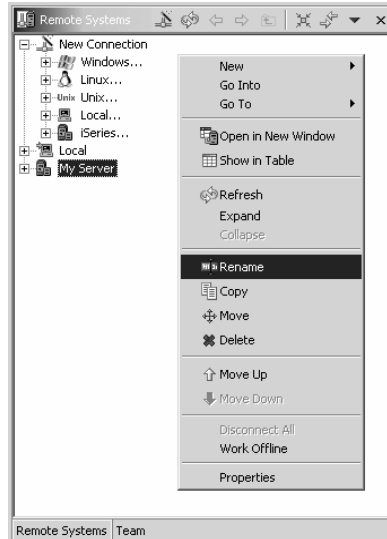 Remote Systems
New Connection
Windows...
Linux...
Unix Unix...
Local...
iSeries...
Local
My Server
New
Go Into
Go To
Open in New Window
Show in Table
Refresh
Expand
Collapse
Rename
Copy
Move
Delete
Move Up
Move Down
Disconnect All
Work Offline
Properties
Remote Systems Team